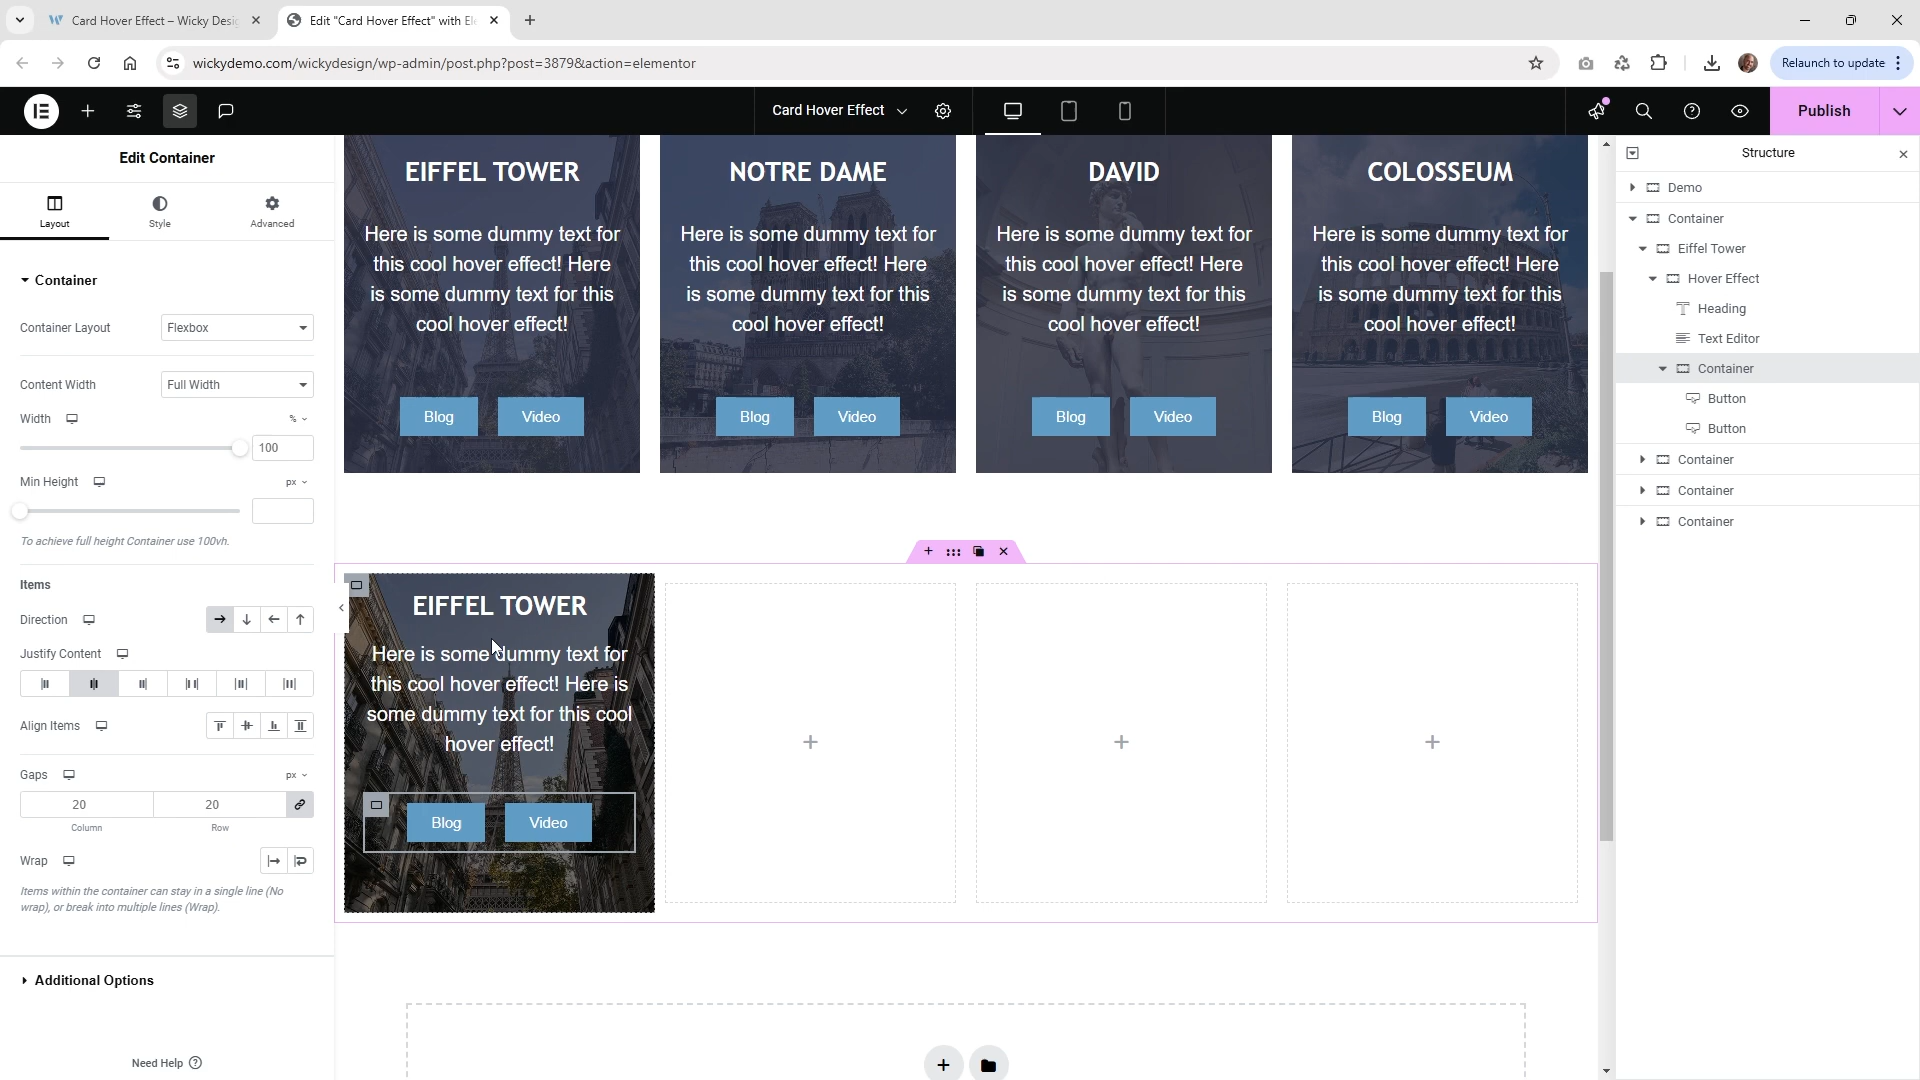 Card Hover Effect – Wicky Desig
Edit "Card Hover Effect" with Ele
wickydemo.com/wickydesign/wp-admin/post.php?post=3879&action=elementor
Relaunch to update
Card Hover Effect
Publish
Edit Container
Layout
Style
Advanced
Container
Container Layout
Flexbox
Content Width
Full Width
Width
%
100
Min Height
px
To achieve full height Container use 100vh.
Items
Direction
Justify Content
Align Items
Gaps
px
20
20
Column
Row
Wrap
Items within the container can stay in a single line (No
wrap), or break into multiple lines (Wrap).
Additional Options
Need Help
EIFFEL TOWER
Here is some dummy text for
this cool hover effect! Here
is some dummy text for this
cool hover effect!
Blog
Video
NOTRE DAME
Here is some dummy text for
this cool hover effect! Here
is some dummy text for this
cool hover effect!
Blog
Video
DAVID
Here is some dummy text for
this cool hover effect! Here
is some dummy text for this
cool hover effect!
Blog
Video
COLOSSEUM
Here is some dummy text for
this cool hover effect! Here
is some dummy text for this
cool hover effect!
Blog
Video
EIFFEL TOWER
Here is some dummy text for
this cool hover effect! Here is
some dummy text for this cool
hover effect!
Blog
Video
Structure
Demo
Container
Eiffel Tower
Hover Effect
Heading
Text Editor
Container
Button
Button
Container
Container
Container